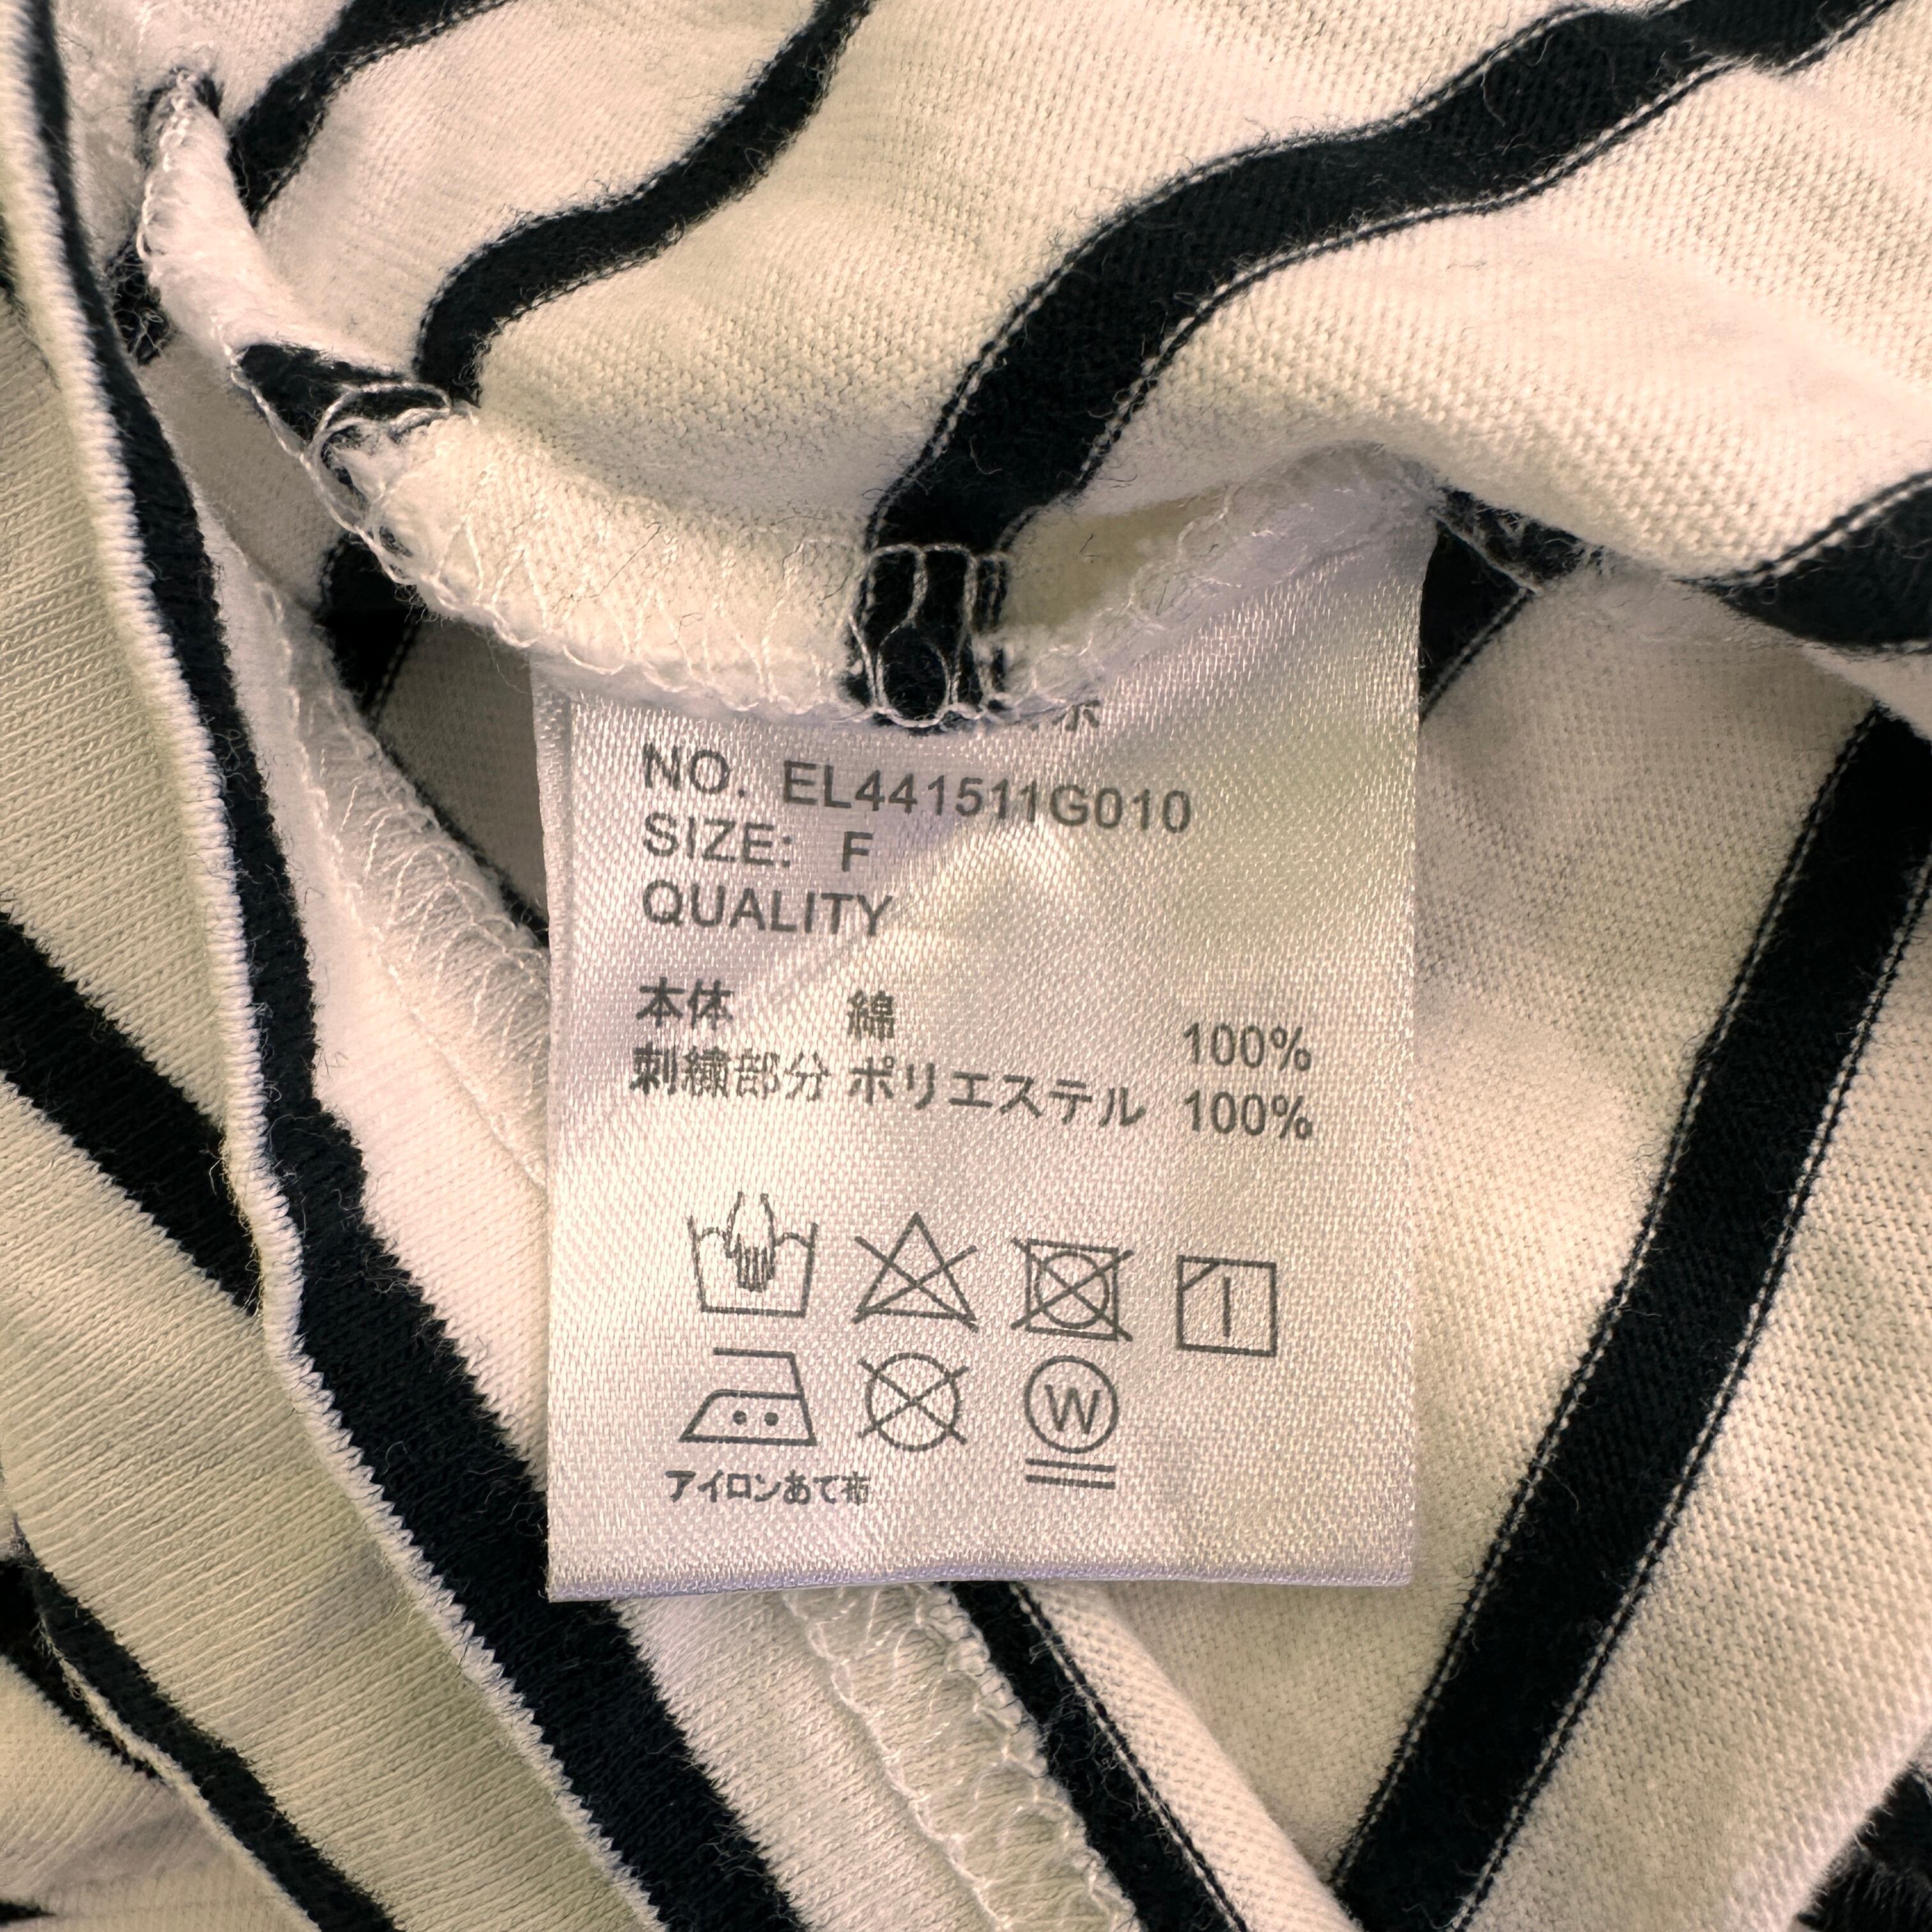 NO. EL441511G010
SIZE: F
QUALITY
本体 綿 100%
刺繍部分 ポリエステル 100%
W
アイロンあて布